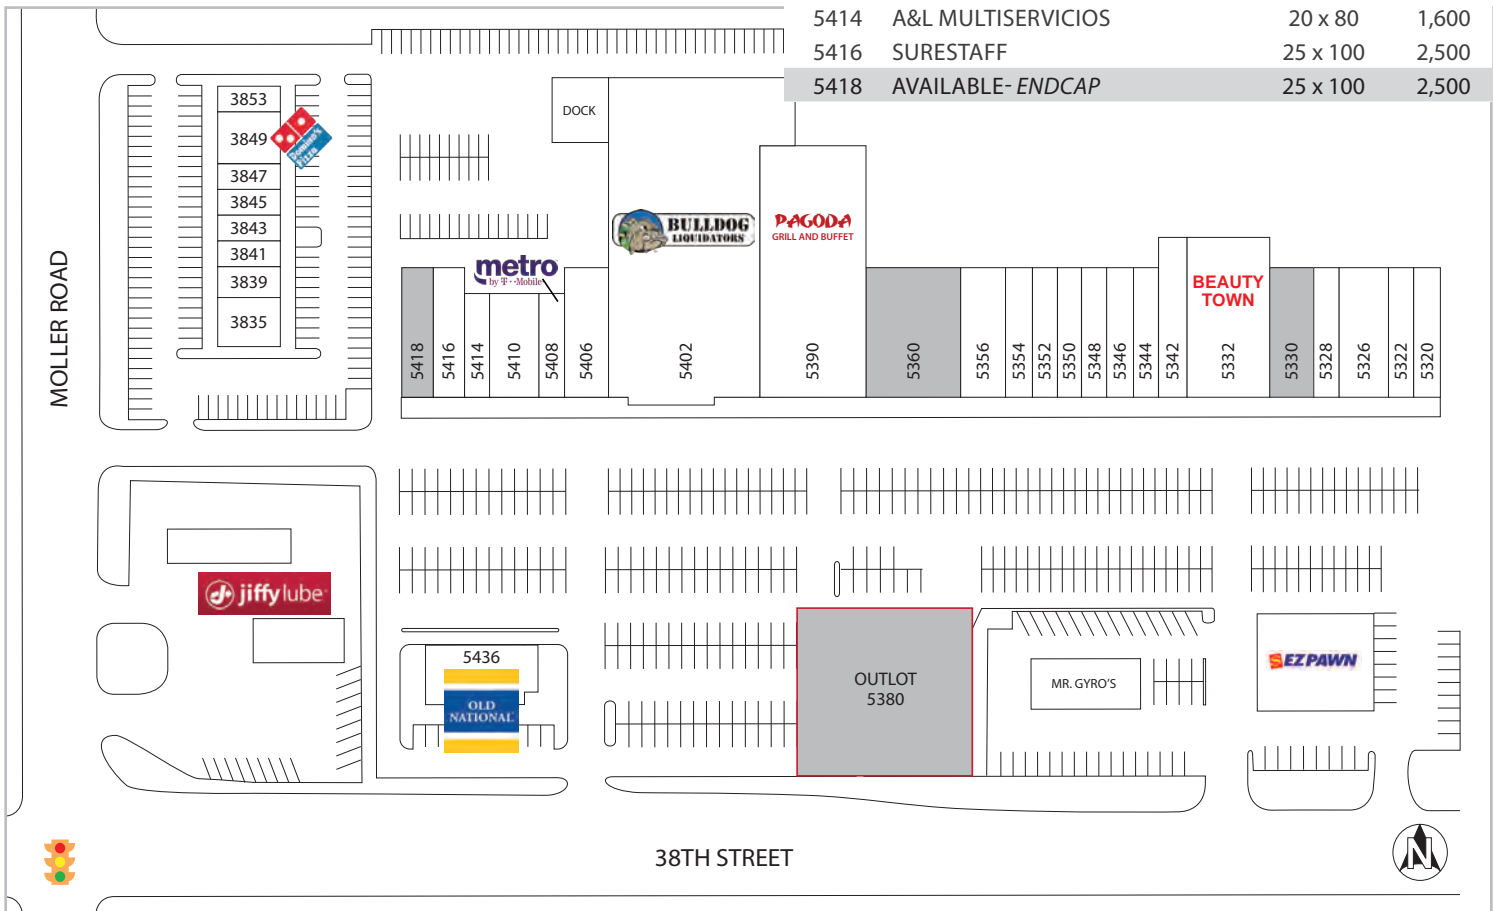 5414 A&L MULTISERVICIOS 20 x 80 1,600
5416 SURESTAFF 25 x 100 2,500
5418 AVAILABLE- ENDCAP 25 x 100 2,500
DOCK
3853
3849
Domino's
Pizza
3847
3845
3843
3841
3839
3835
MOLLER ROAD
BULLDOG
LIQUIDATORS
PAGODA
GRILL AND BUFFET
metro
by T-Mobile
BEAUTY
TOWN
5418
5416
5414
5410
5408
5406
5402
5390
5360
5356
5354
5352
5350
5348
5346
5344
5342
5332
5330
5328
5326
5322
5320
jiffy lube
5436
OLD
NATIONAL
OUTLOT
5380
MR. GYRO'S
EZPAWN
38TH STREET
N